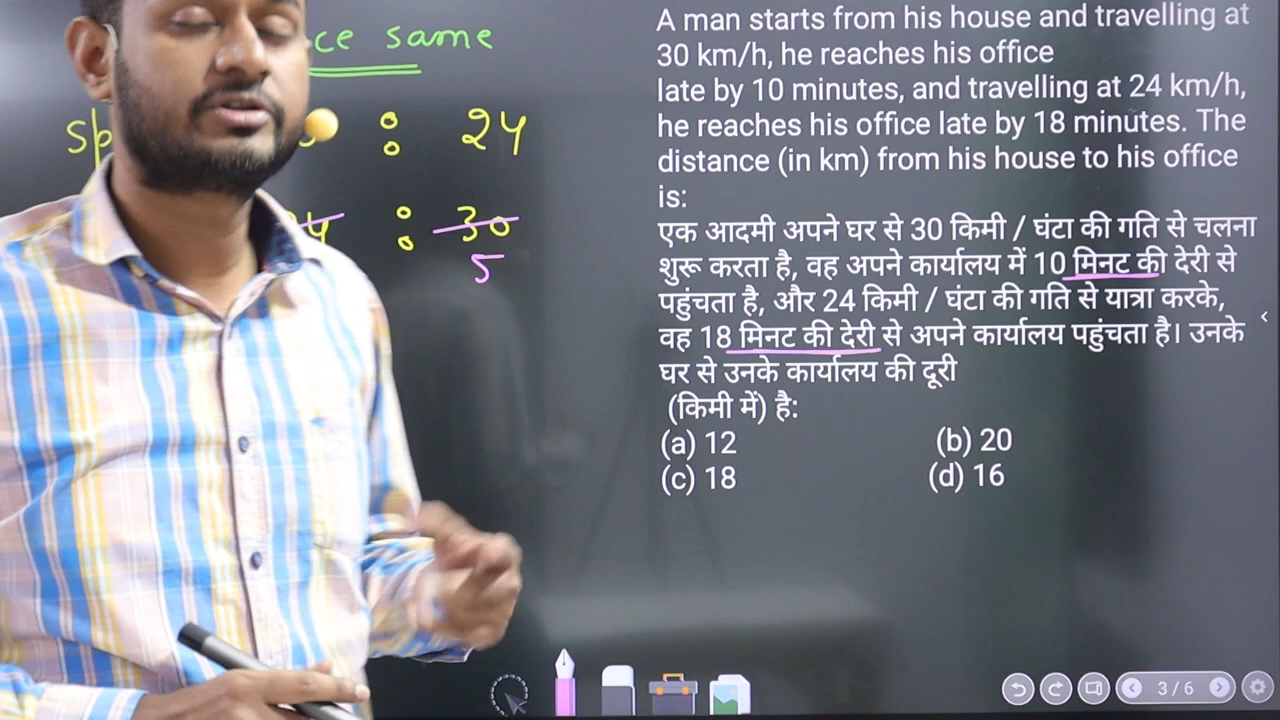 ce same
Sp : 24
: 30
5
A man starts from his house and travelling at
30 km/h, he reaches his office
late by 10 minutes, and travelling at 24 km/h,
he reaches his office late by 18 minutes. The
distance (in km) from his house to his office
is:
एक आदमी अपने घर से 30 किमी / घंटा की गति से चलना
शुरू करता है, वह अपने कार्यालय में 10 मिनट की देरी से
पहुंचता है, और 24 किमी / घंटा की गति से यात्रा करके,
वह 18 मिनट की देरी से अपने कार्यालय पहुंचता है। उनके
घर से उनके कार्यालय की दूरी
(किमी में) है:
(a) 12 (b) 20
(c) 18 (d) 16
3/6